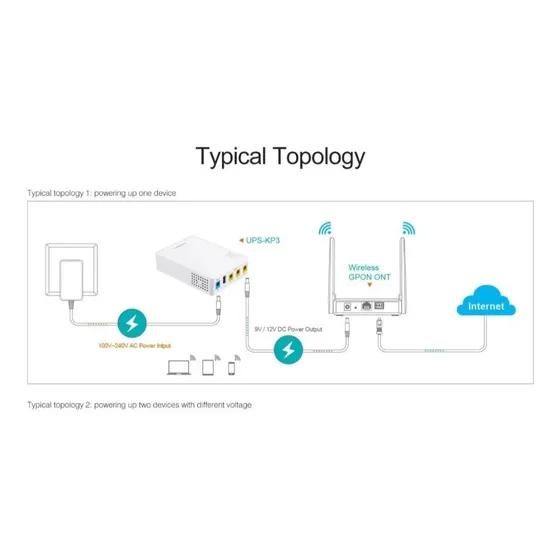 Typical Topology
Typical topology 1: powering up one device
UPS-KP3
Wireless
GPON ONT
Internet
9V / 12V DC Power Output
100V~240V AC Power Intput
Typical topology 2: powering up two devices with different voltage